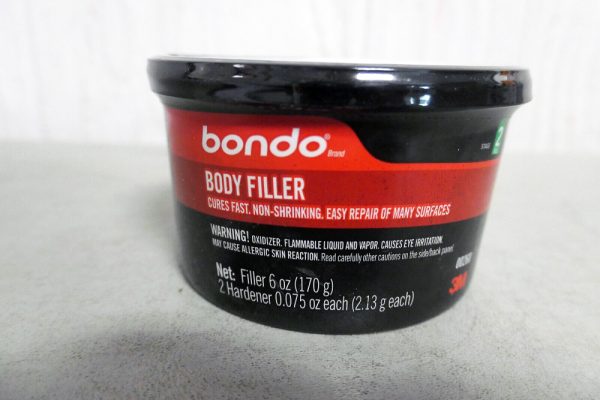 bondo® Brand
STAGE 2
BODY FILLER
CURES FAST. NON-SHRINKING. EASY REPAIR OF MANY SURFACES
WARNING! OXIDIZER. FLAMMABLE LIQUID AND VAPOR. CAUSES EYE IRRITATION.
MAY CAUSE ALLERGIC SKIN REACTION. Read carefully other cautions on the side/back panel
Net: Filler 6 oz (170 g)
2 Hardener 0.075 oz each (2.13 g each)
3M